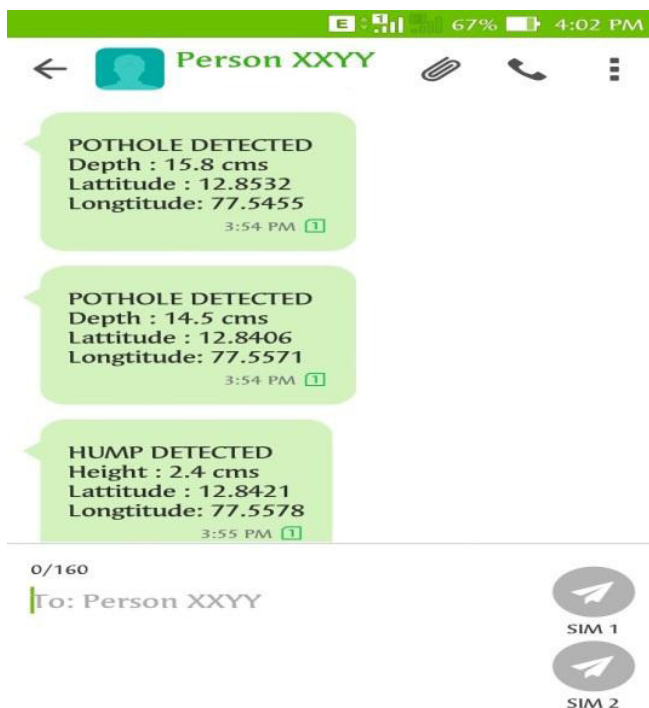 E 1 67% 4:02 PM
Person XXYY
POTHOLE DETECTED
Depth : 15.8 cms
Lattitude : 12.8532
Longtitude: 77.5455
3:54 PM 1
POTHOLE DETECTED
Depth : 14.5 cms
Lattitude : 12.8406
Longtitude: 77.5571
3:54 PM 1
HUMP DETECTED
Height : 2.4 cms
Lattitude : 12.8421
Longtitude: 77.5578
3:55 PM 1
0/160
To: Person XXYY
SIM 1
SIM 2